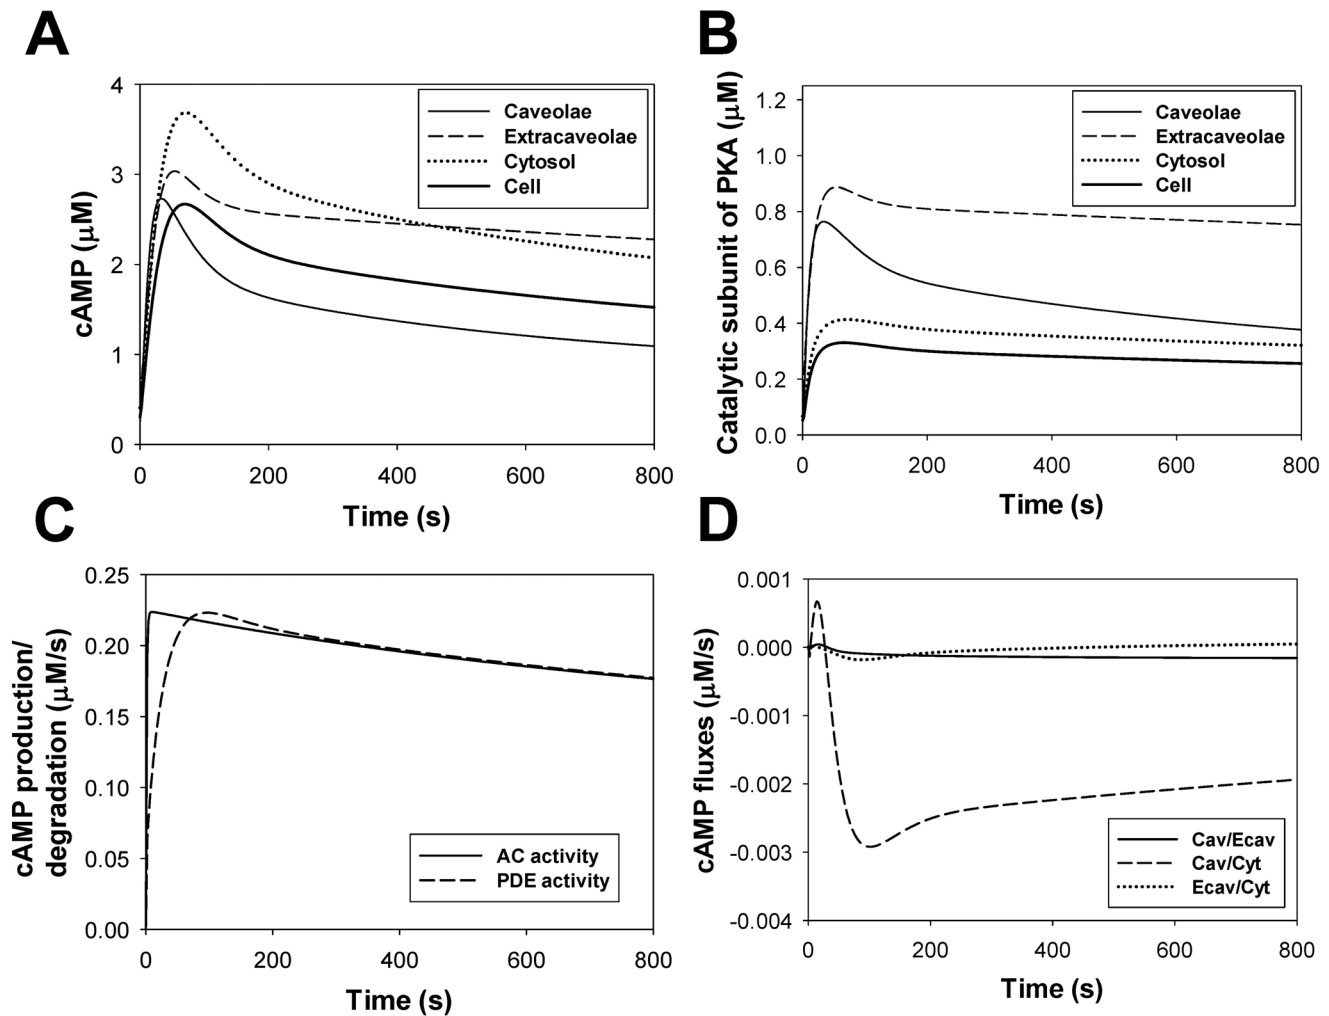 A
cAMP (μM)
4
3
2
1
0
Caveolae
Extracaveolae
Cytosol
Cell
0 200 400 600 800
Time (s)
B
Catalytic subunit of PKA (μM)
1.2
1.0
0.8
0.6
0.4
0.2
0.0
Caveolae
Extracaveolae
Cytosol
Cell
0 200 400 600 800
Time (s)
C
cAMP production/
degradation (μM/s)
0.25
0.20
0.15
0.10
0.05
0.00
AC activity
PDE activity
0 200 400 600 800
Time (s)
D
cAMP fluxes (μM/s)
0.001
0.000
-0.001
-0.002
-0.003
-0.004
Cav/Ecav
Cav/Cyt
Ecav/Cyt
0 200 400 600 800
Time (s)